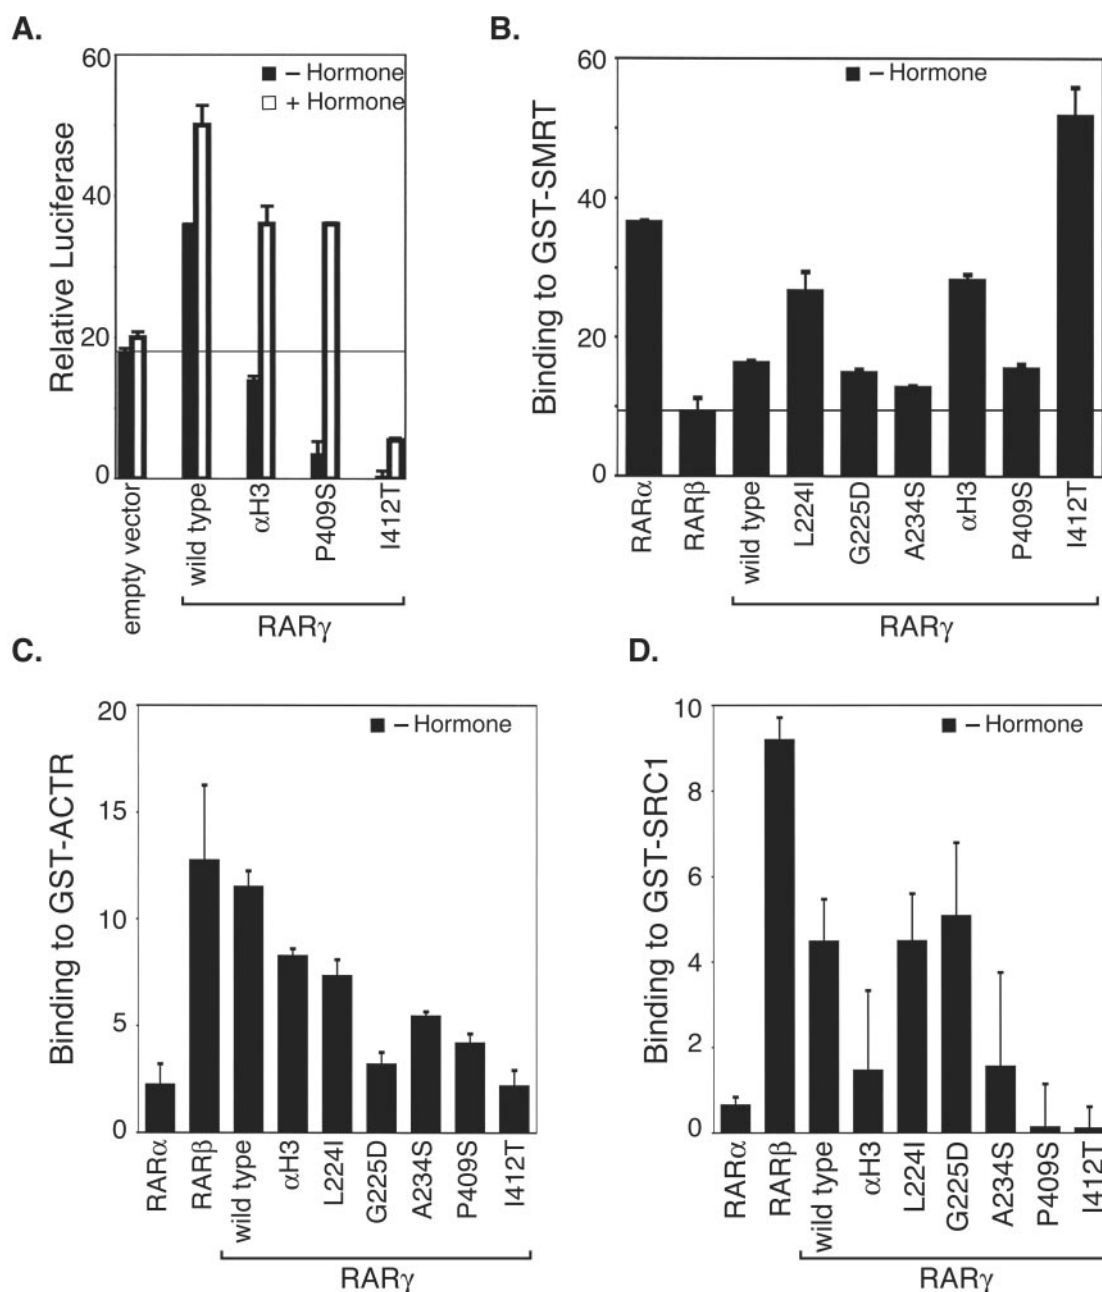 A.
Relative Luciferase
60
40
20
0
– Hormone
+ Hormone
empty vector
wild type
αH3
P409S
I412T
RARγ
B.
Binding to GST-SMRT
60
40
20
0
– Hormone
RARα
RARβ
wild type
L224I
G225D
A234S
αH3
P409S
I412T
RARγ
C.
Binding to GST-ACTR
20
15
10
5
0
– Hormone
RARα
RARβ
wild type
αH3
L224I
G225D
A234S
P409S
I412T
RARγ
D.
Binding to GST-SRC1
10
8
6
4
2
0
– Hormone
RARα
RARβ
wild type
αH3
L224I
G225D
A234S
P409S
I412T
RARγ